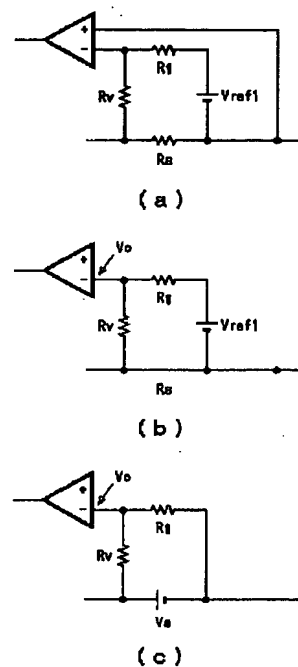 +
−
R1
Rv
Vref1
Rs
(a)
Vo
+
−
R1
Rv
Vref1
Rs
(b)
Vo
+
−
R1
Rv
Vs
(c)